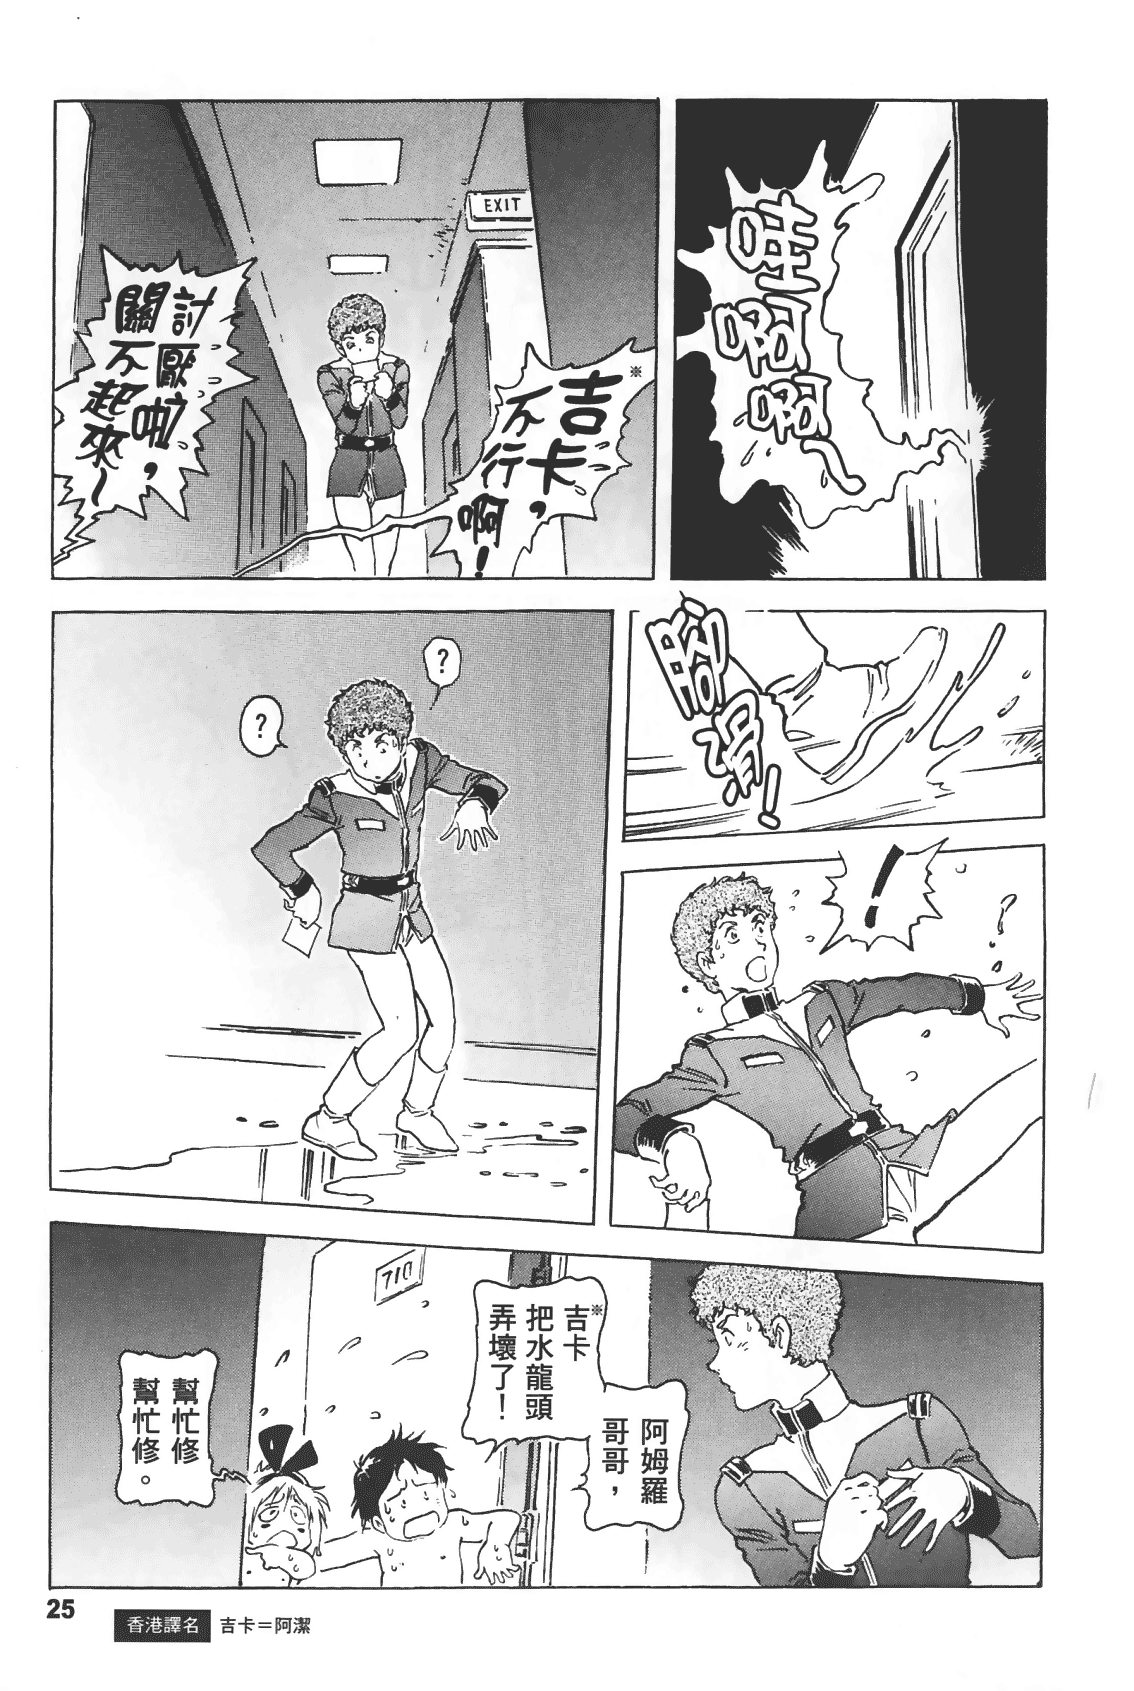 哇啊啊～
EXIT
※
吉卡，
不行啊！
討厭啦，
關不起來～
腳滑！
！
？
？
？
阿姆羅
哥哥，
※
吉卡
把水龍頭
弄壞了！
710
幫忙修
幫忙修。
25
香港譯名 吉卡＝阿潔